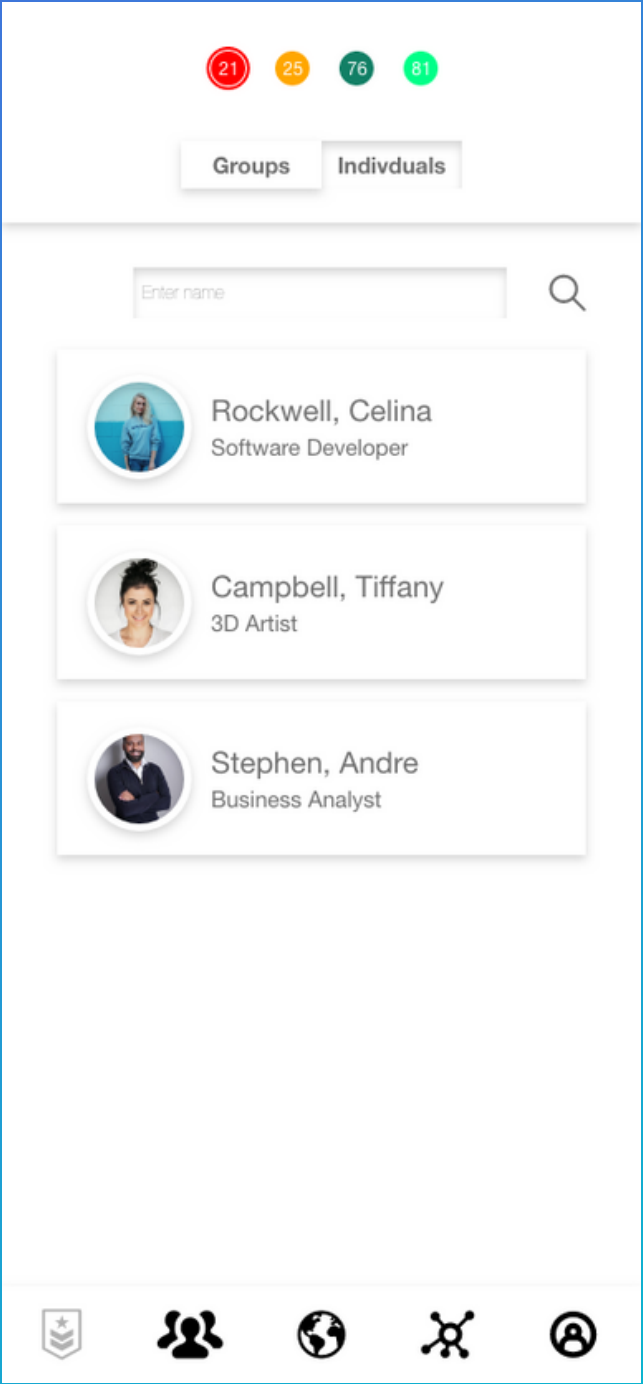 21 25 76 81
Groups Indivduals
Enter name
Rockwell, Celina
Software Developer
Campbell, Tiffany
3D Artist
Stephen, Andre
Business Analyst